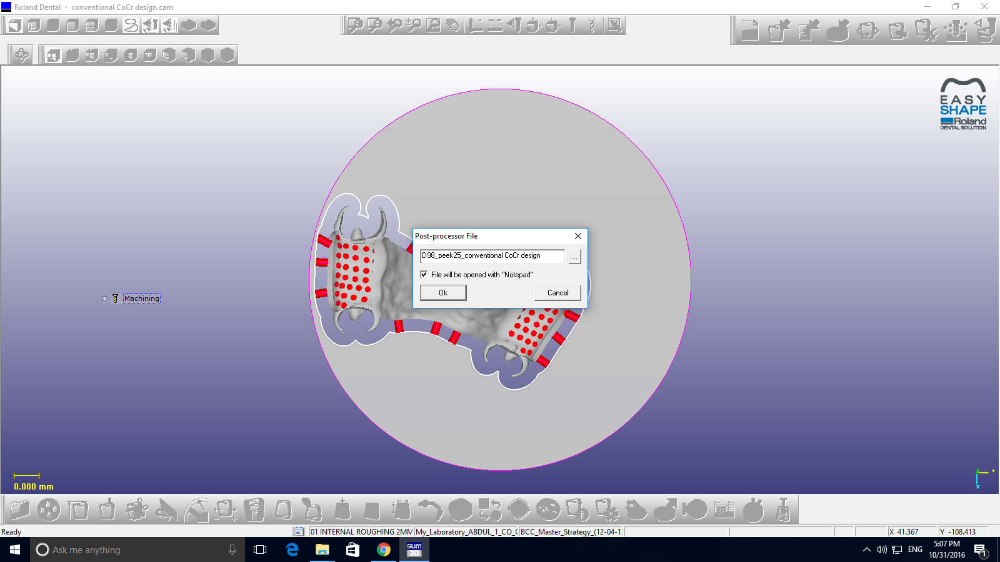 Roland Dental - conventional CoCr design.cam
EASY
SHAPE
Roland
DENTAL SOLUTION
Post-processor File
D98_peek25_conventional CoCr design
...
File will be opened with "Notepad"
Ok
Cancel
Machining
0.000 mm
Z
Y
X
Ready
01 INTERNAL ROUGHING 2MM
My_Laboratory_ABDUL_1_CO_
BCC_Master_Strategy_(12-04-1
X 41.367
Y -108.413
Ask me anything
SUM
3D
ENG
5:07 PM
10/31/2016
1